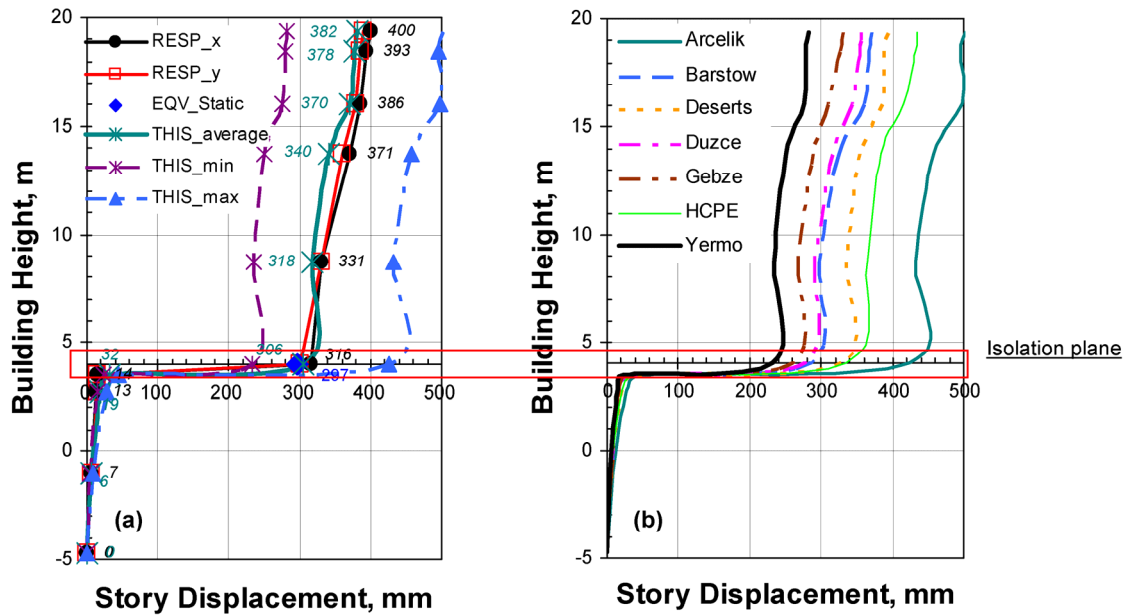 20
15
10
5
0
-5
Building Height, m
0 100 200 300 400 500
Story Displacement, mm
RESP_x
RESP_y
EQV_Static
THIS_average
THIS_min
THIS_max
382
400
378
393
370
386
340
371
318
331
306
316
297
32
14
13
9
7
6
0
0
(a)
20
15
10
5
0
-5
Building Height, m
0 100 200 300 400 500
Story Displacement, mm
Arcelik
Barstow
Deserts
Duzce
Gebze
HCPE
Yermo
(b)
Isolation plane